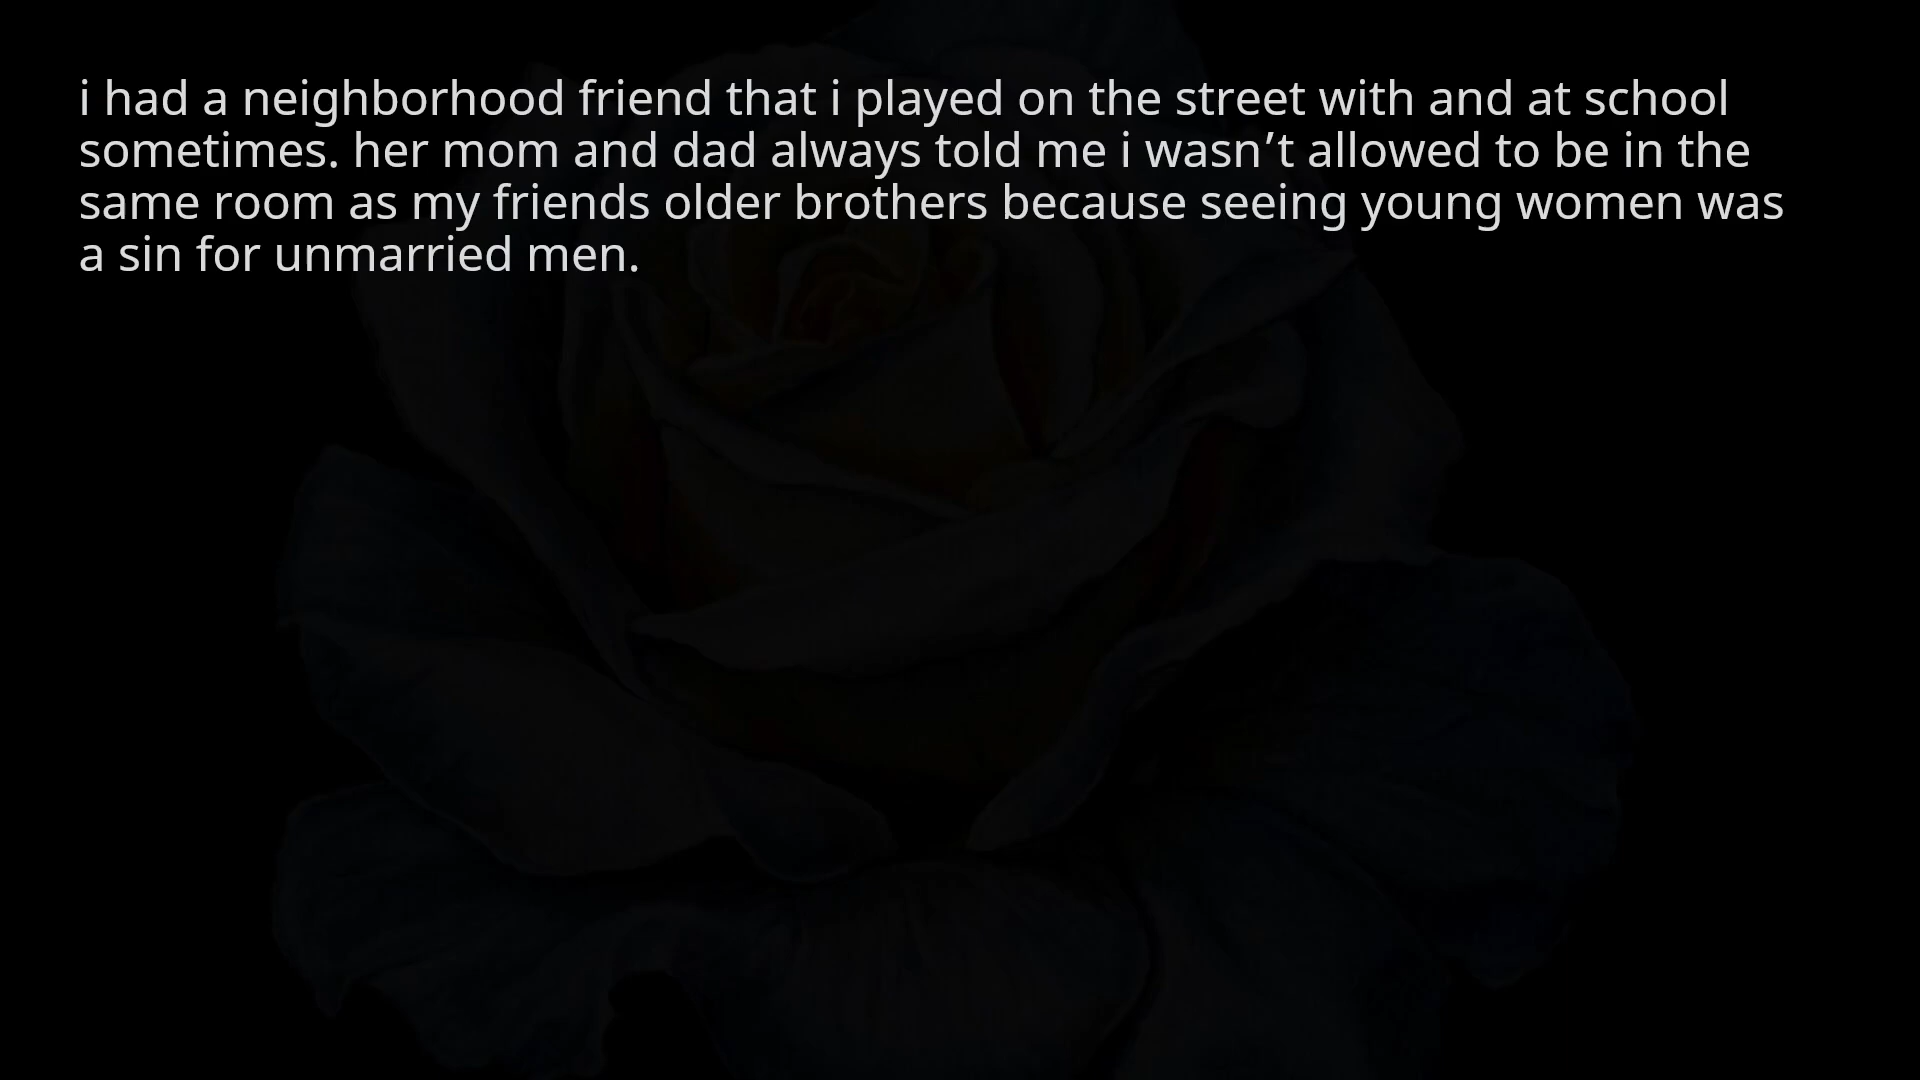 i had a neighborhood friend that i played on the street with and at school
sometimes. her mom and dad always told me i wasn’t allowed to be in the
same room as my friends older brothers because seeing young women was
a sin for unmarried men.